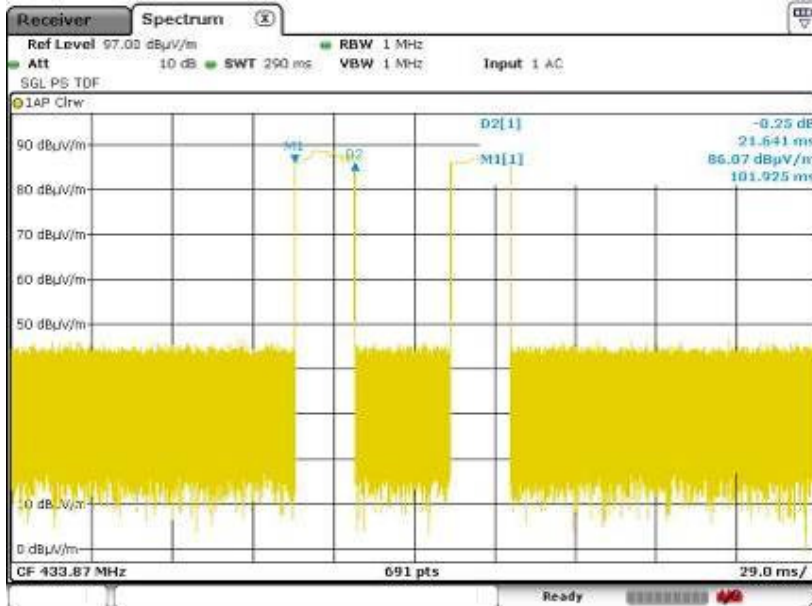 Receiver Spectrum X
Ref Level 97.00 dBµV/m RBW 1 MHz
Att 10 dB SWT 290 ms VBW 1 MHz Input 1 AC
SGL PS TDF
1AP Clrw
D2[1] -0.25 dB
21.641 ms
M1[1] 86.07 dBµV/m
101.925 ms
90 dBµV/m
M1
D2
80 dBµV/m
70 dBµV/m
60 dBµV/m
50 dBµV/m
10 dBµV/m
0 dBµV/m
CF 433.87 MHz 691 pts 29.0 ms/
Ready